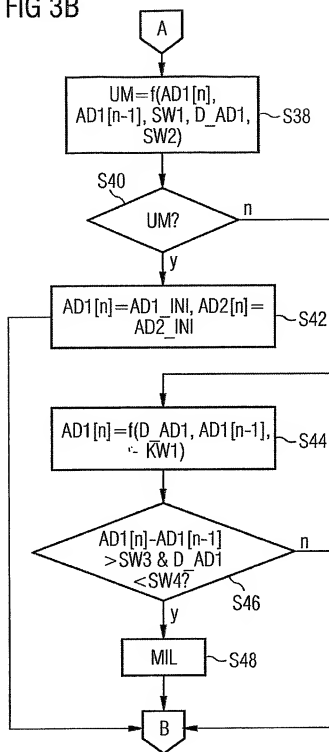 FIG 3B
A
UM=f(AD1[n],
AD1[n-1], SW1, D_AD1,
SW2)
S38
S40
UM?
n
y
AD1[n]=AD1_INI, AD2[n]=
AD2_INI
S42
AD1[n]=f(D_AD1, AD1[n-1],
KW1)
S44
AD1[n]-AD1[n-1]
>SW3 & D_AD1
<SW4?
n
S46
y
MIL
S48
B